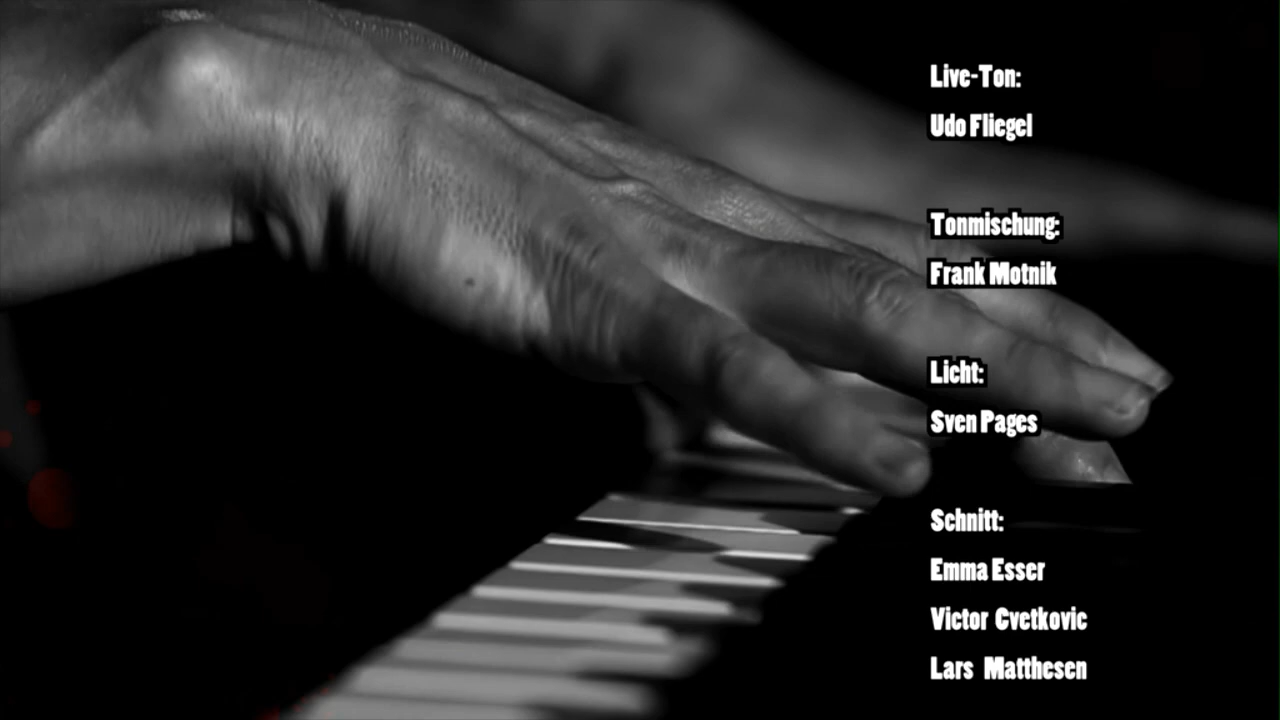 Live-Ton:
Udo Fliegel
Tonmischung:
Frank Motnik
Licht:
Sven Pages
Schnitt:
Emma Esser
Victor Cvetkovic
Lars Matthesen